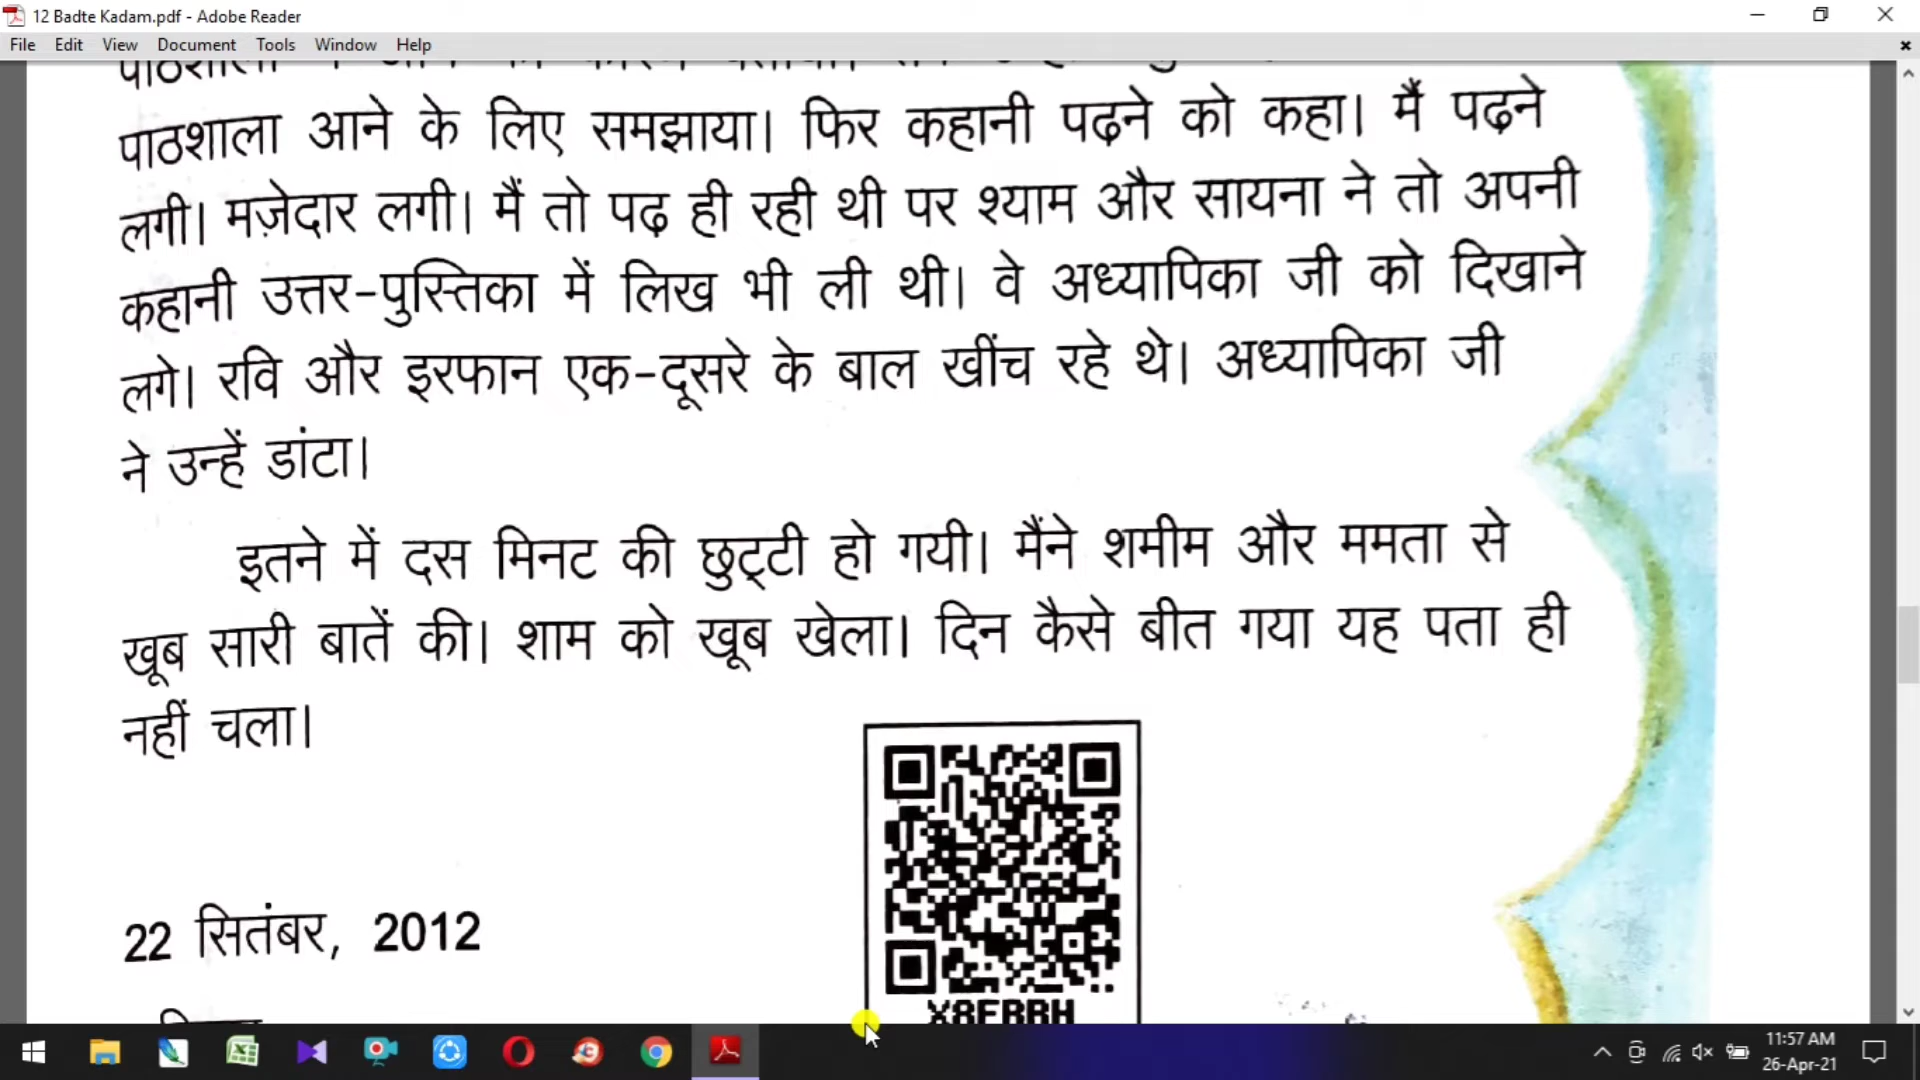 12 Badte Kadam.pdf - Adobe Reader
File Edit View Document Tools Window Help
पाठशाला
पाठशाला आने के लिए समझाया। फिर कहानी पढ़ने को कहा। मैं पढ़ने
लगी। मज़ेदार लगी। मैं तो पढ़ ही रही थी पर श्याम और सायना ने तो अपनी
कहानी उत्तर-पुस्तिका में लिख भी ली थी। वे अध्यापिका जी को दिखाने
लगे। रवि और इरफान एक-दूसरे के बाल खींच रहे थे। अध्यापिका जी
ने उन्हें डांटा।
इतने में दस मिनट की छुट्टी हो गयी। मैंने शमीम और ममता से
खूब सारी बातें की। शाम को खूब खेला। दिन कैसे बीत गया यह पता ही
नहीं चला।
22 सितंबर, 2012
11:57 AM
26-Apr-21